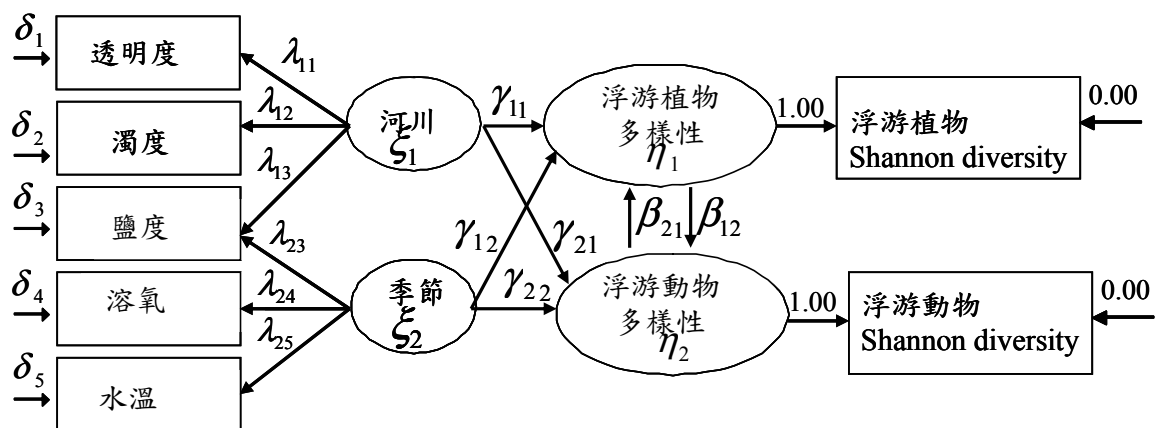 δ1
透明度
λ11
δ2
濁度
λ12
λ13
δ3
鹽度
λ23
δ4
溶氧
λ24
δ5
水溫
λ25
河川
ξ1
季節
ξ2
γ11
γ12
γ21
γ22
浮游植物
多樣性
η1
β21
β12
浮游動物
多樣性
η2
1.00
浮游植物
Shannon diversity
0.00
1.00
浮游動物
Shannon diversity
0.00